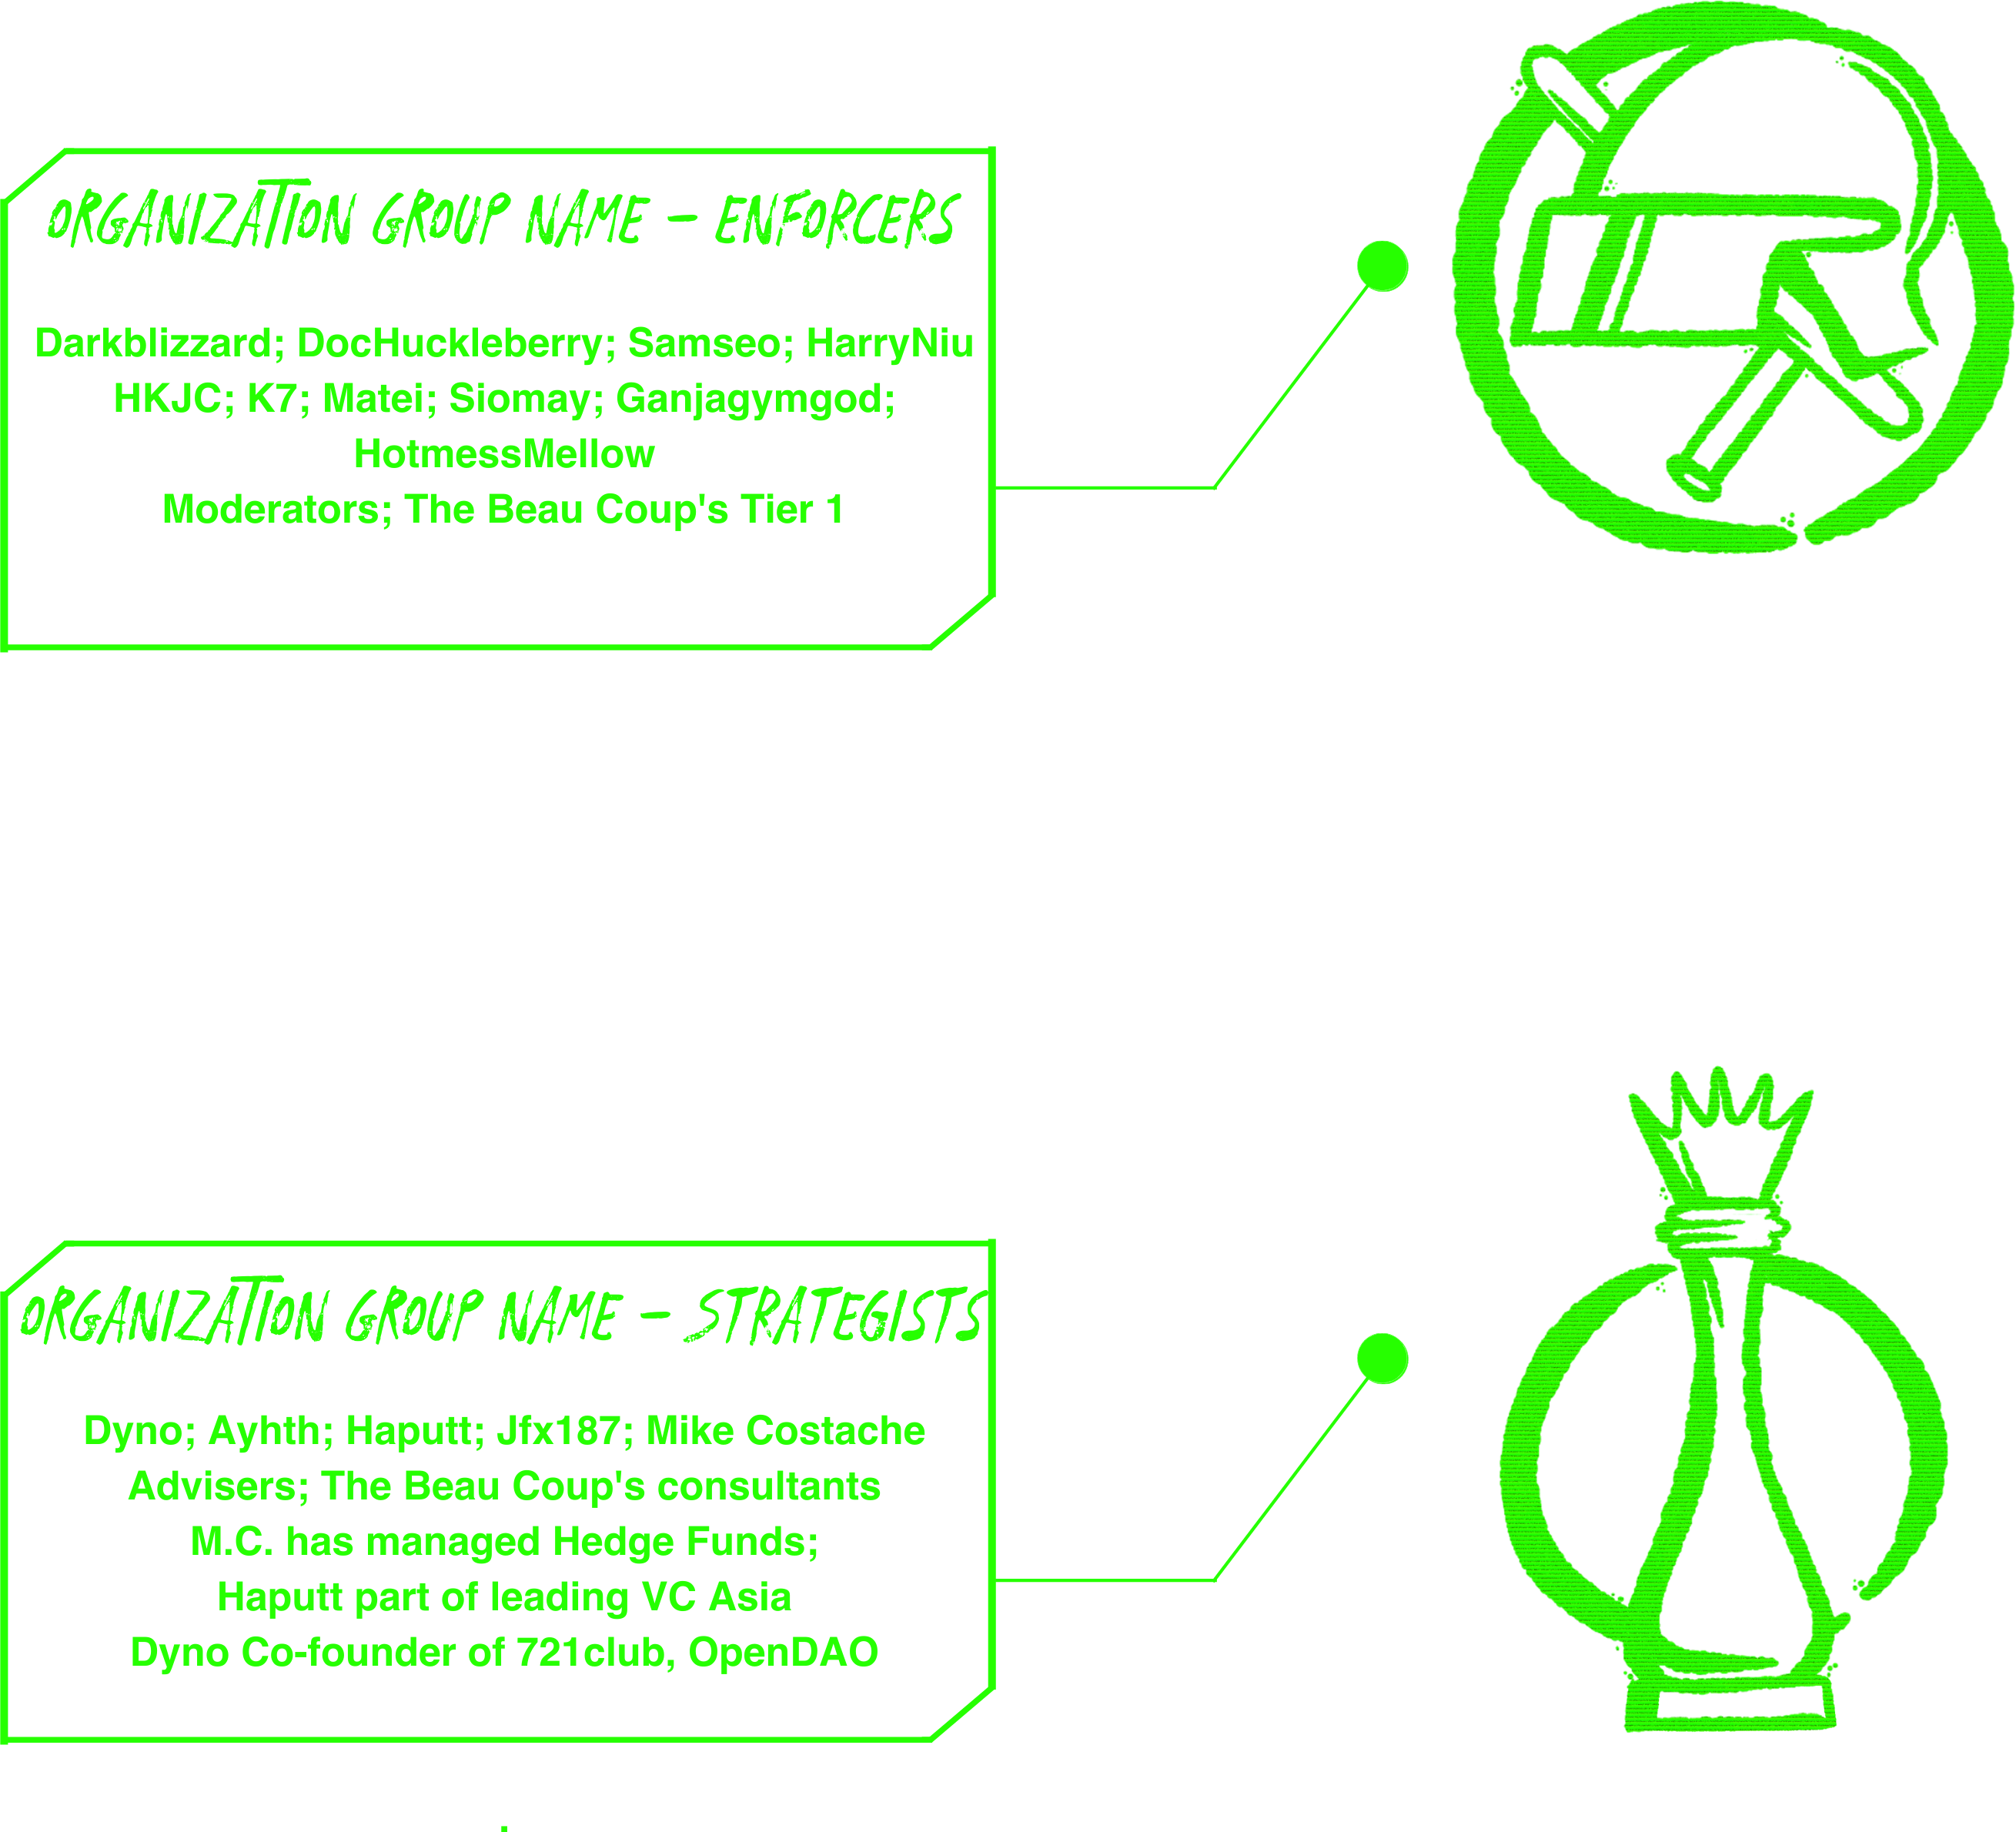 ORGANIZATION GROUP NAME - ENFORCERS
Darkblizzard; DocHuckleberry; Samseo; HarryNiu
HKJC; K7; Matei; Siomay; Ganjagymgod;
HotmessMellow
Moderators; The Beau Coup's Tier 1
ORGANIZATION GROUP NAME - STRATEGISTS
Dyno; Ayhth; Haputt; Jfx187; Mike Costache
Advisers; The Beau Coup's consultants
M.C. has managed Hedge Funds;
Haputt part of leading VC Asia
Dyno Co-founder of 721club, OpenDAO